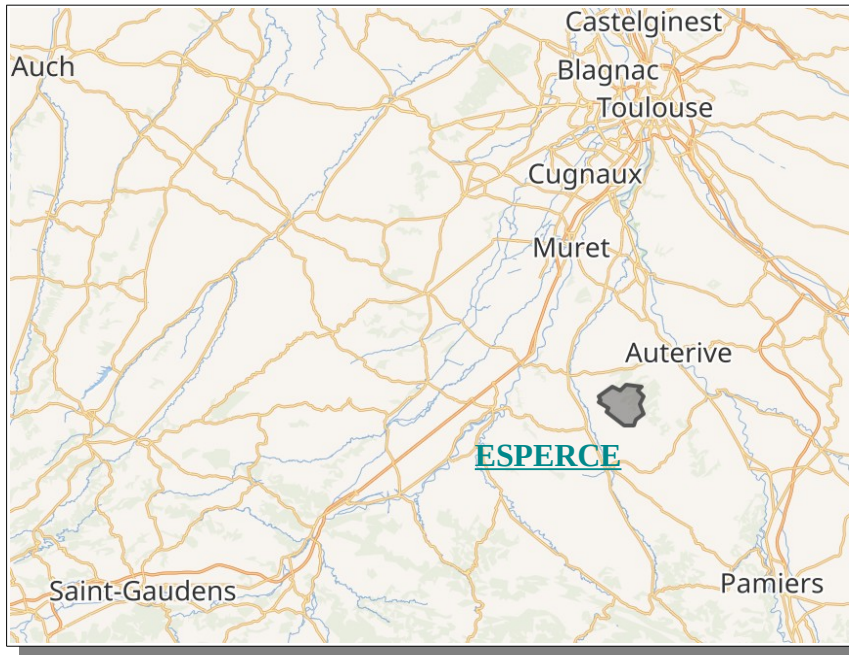 Castelginest
Auch
Blagnac
Toulouse
Cugnaux
Muret
Auterive
ESPERCE
Saint-Gaudens
Pamiers